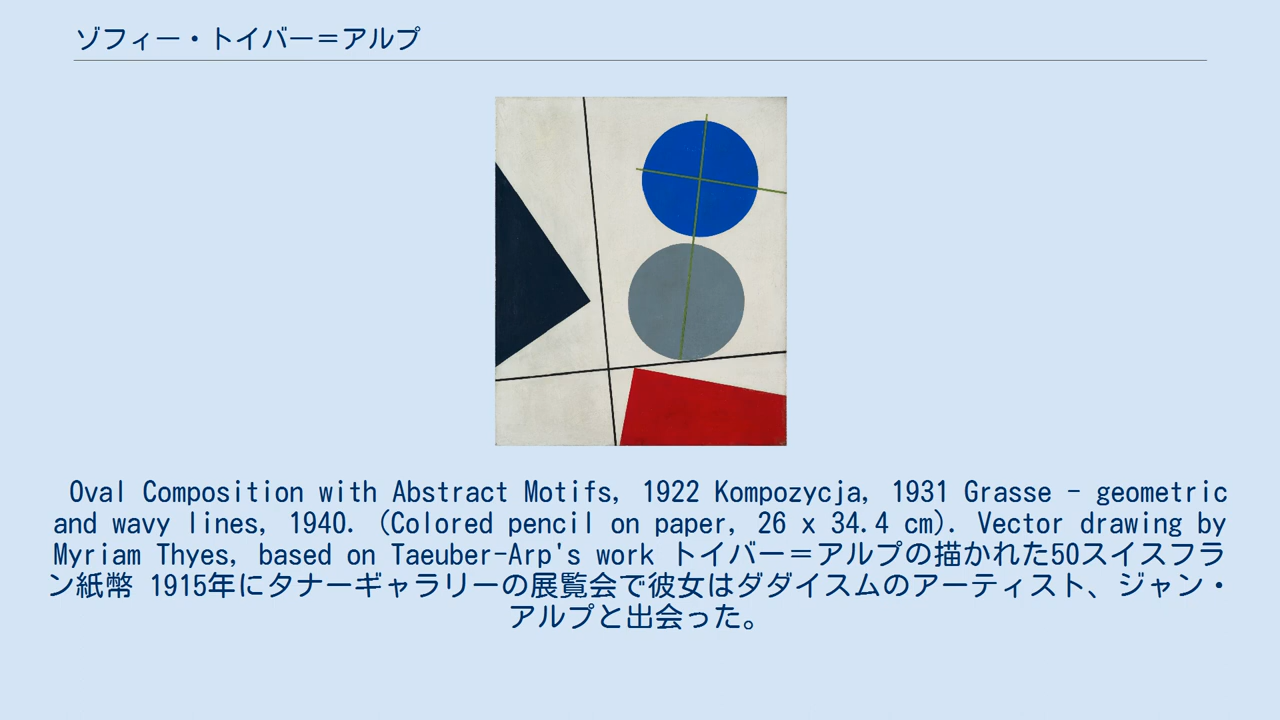 ゾフィー・トイバー＝アルプ
Oval Composition with Abstract Motifs, 1922 Kompozycja, 1931 Grasse - geometric
and wavy lines, 1940. (Colored pencil on paper, 26 x 34.4 cm). Vector drawing by
Myriam Thyes, based on Taeuber-Arp's work トイバー＝アルプの描かれた50スイスフラ
ン紙幣 1915年にタナーギャラリーの展覧会で彼女はダダイスムのアーティスト、ジャン・
アルプと出会った。